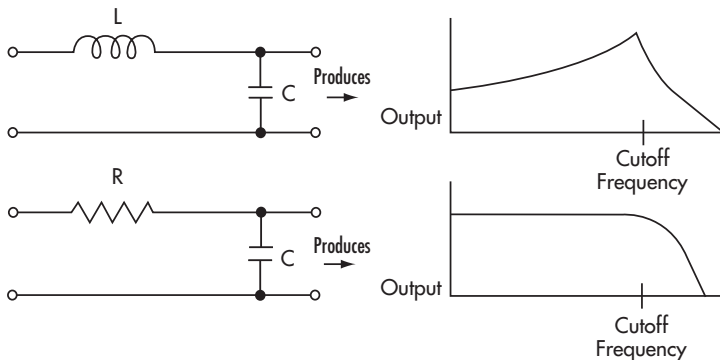 L
C
Produces
Output
Cutoff
Frequency
R
C
Produces
Output
Cutoff
Frequency